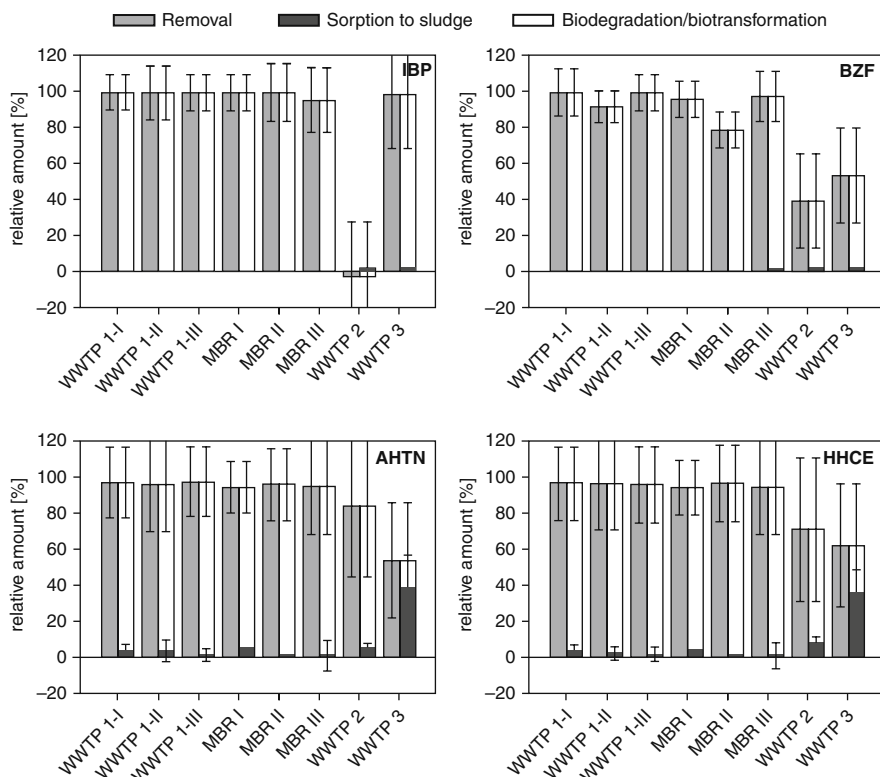 Removal Sorption to sludge Biodegradation/biotransformation
IBP
relative amount [%]
120
100
80
60
40
20
0
–20
WWTP 1-I
WWTP 1-II
WWTP 1-III
MBR I
MBR II
MBR III
WWTP 2
WWTP 3
BZF
relative amount [%]
120
100
80
60
40
20
0
–20
WWTP 1-I
WWTP 1-II
WWTP 1-III
MBR I
MBR II
MBR III
WWTP 2
WWTP 3
AHTN
relative amount [%]
120
100
80
60
40
20
0
–20
WWTP 1-I
WWTP 1-II
WWTP 1-III
MBR I
MBR II
MBR III
WWTP 2
WWTP 3
HHCE
relative amount [%]
120
100
80
60
40
20
0
–20
WWTP 1-I
WWTP 1-II
WWTP 1-III
MBR I
MBR II
MBR III
WWTP 2
WWTP 3